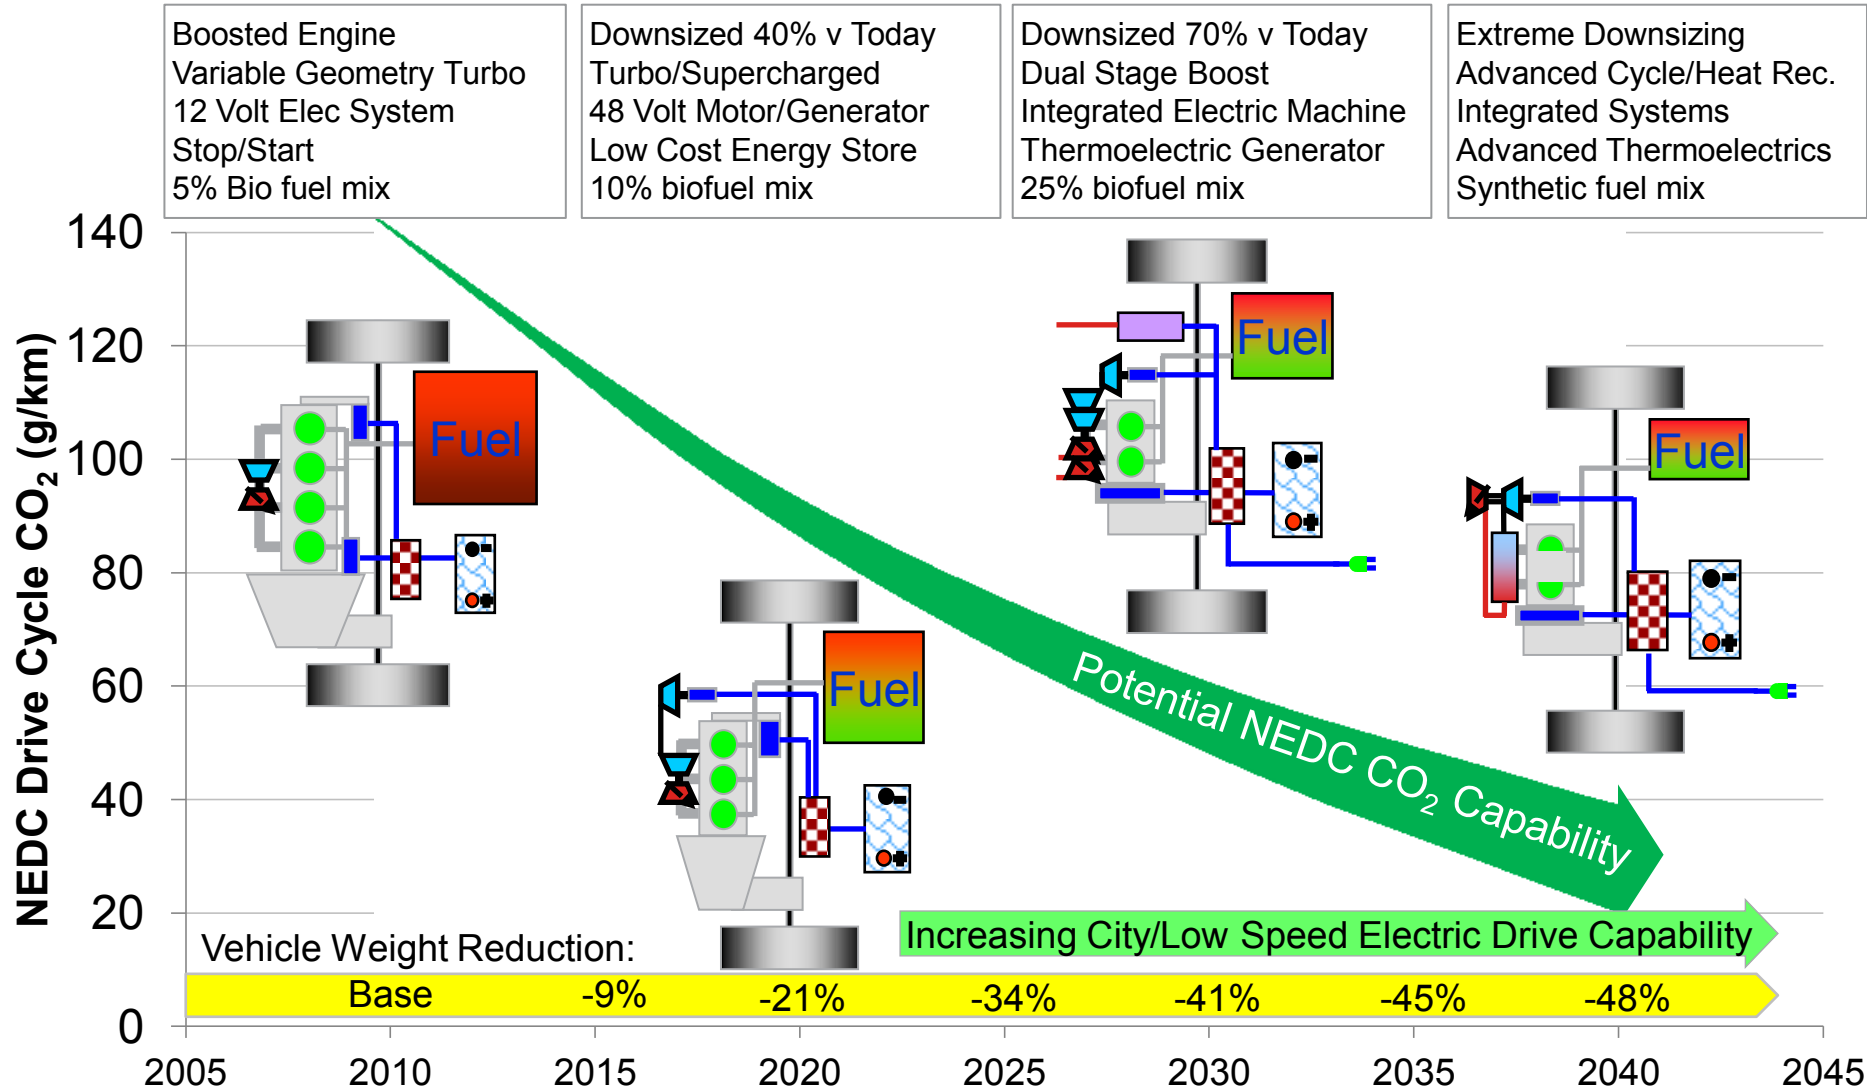 Boosted Engine
Variable Geometry Turbo
12 Volt Elec System
Stop/Start
5% Bio fuel mix
Downsized 40% v Today
Turbo/Supercharged
48 Volt Motor/Generator
Low Cost Energy Store
10% biofuel mix
Downsized 70% v Today
Dual Stage Boost
Integrated Electric Machine
Thermoelectric Generator
25% biofuel mix
Extreme Downsizing
Advanced Cycle/Heat Rec.
Integrated Systems
Advanced Thermoelectrics
Synthetic fuel mix
NEDC Drive Cycle CO₂ (g/km)
140
120
100
80
60
40
20
0
Fuel
Fuel
Fuel
Fuel
Potential NEDC CO₂ Capability
Increasing City/Low Speed Electric Drive Capability
Vehicle Weight Reduction:
Base -9% -21% -34% -41% -45% -48%
2005 2010 2015 2020 2025 2030 2035 2040 2045